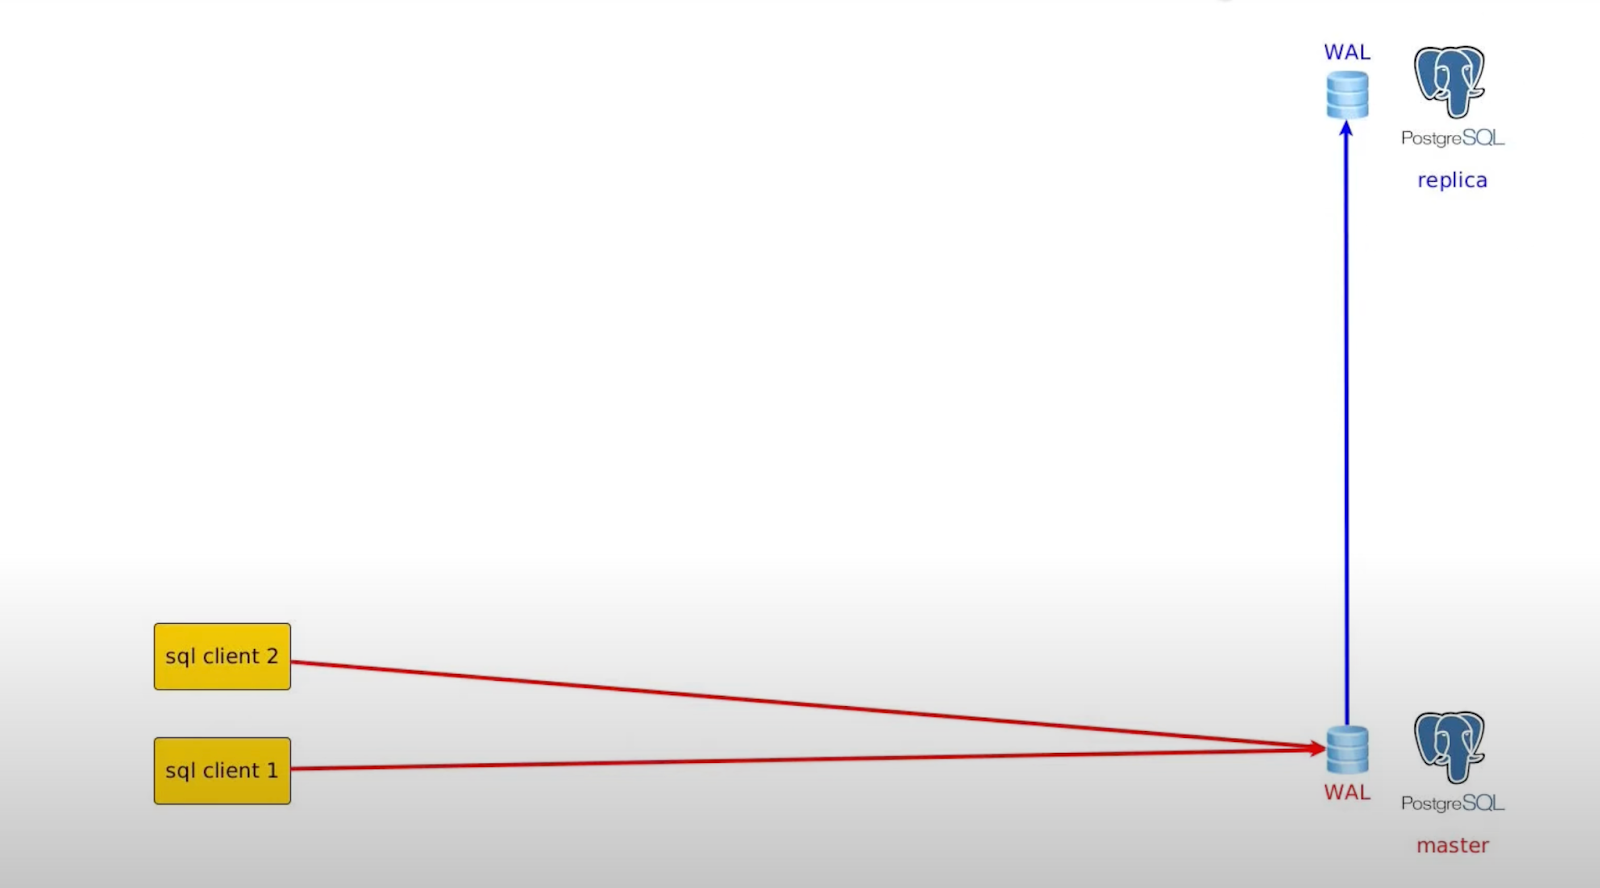 WAL
PostgreSQL
replica
sql client 2
sql client 1
WAL
PostgreSQL
master